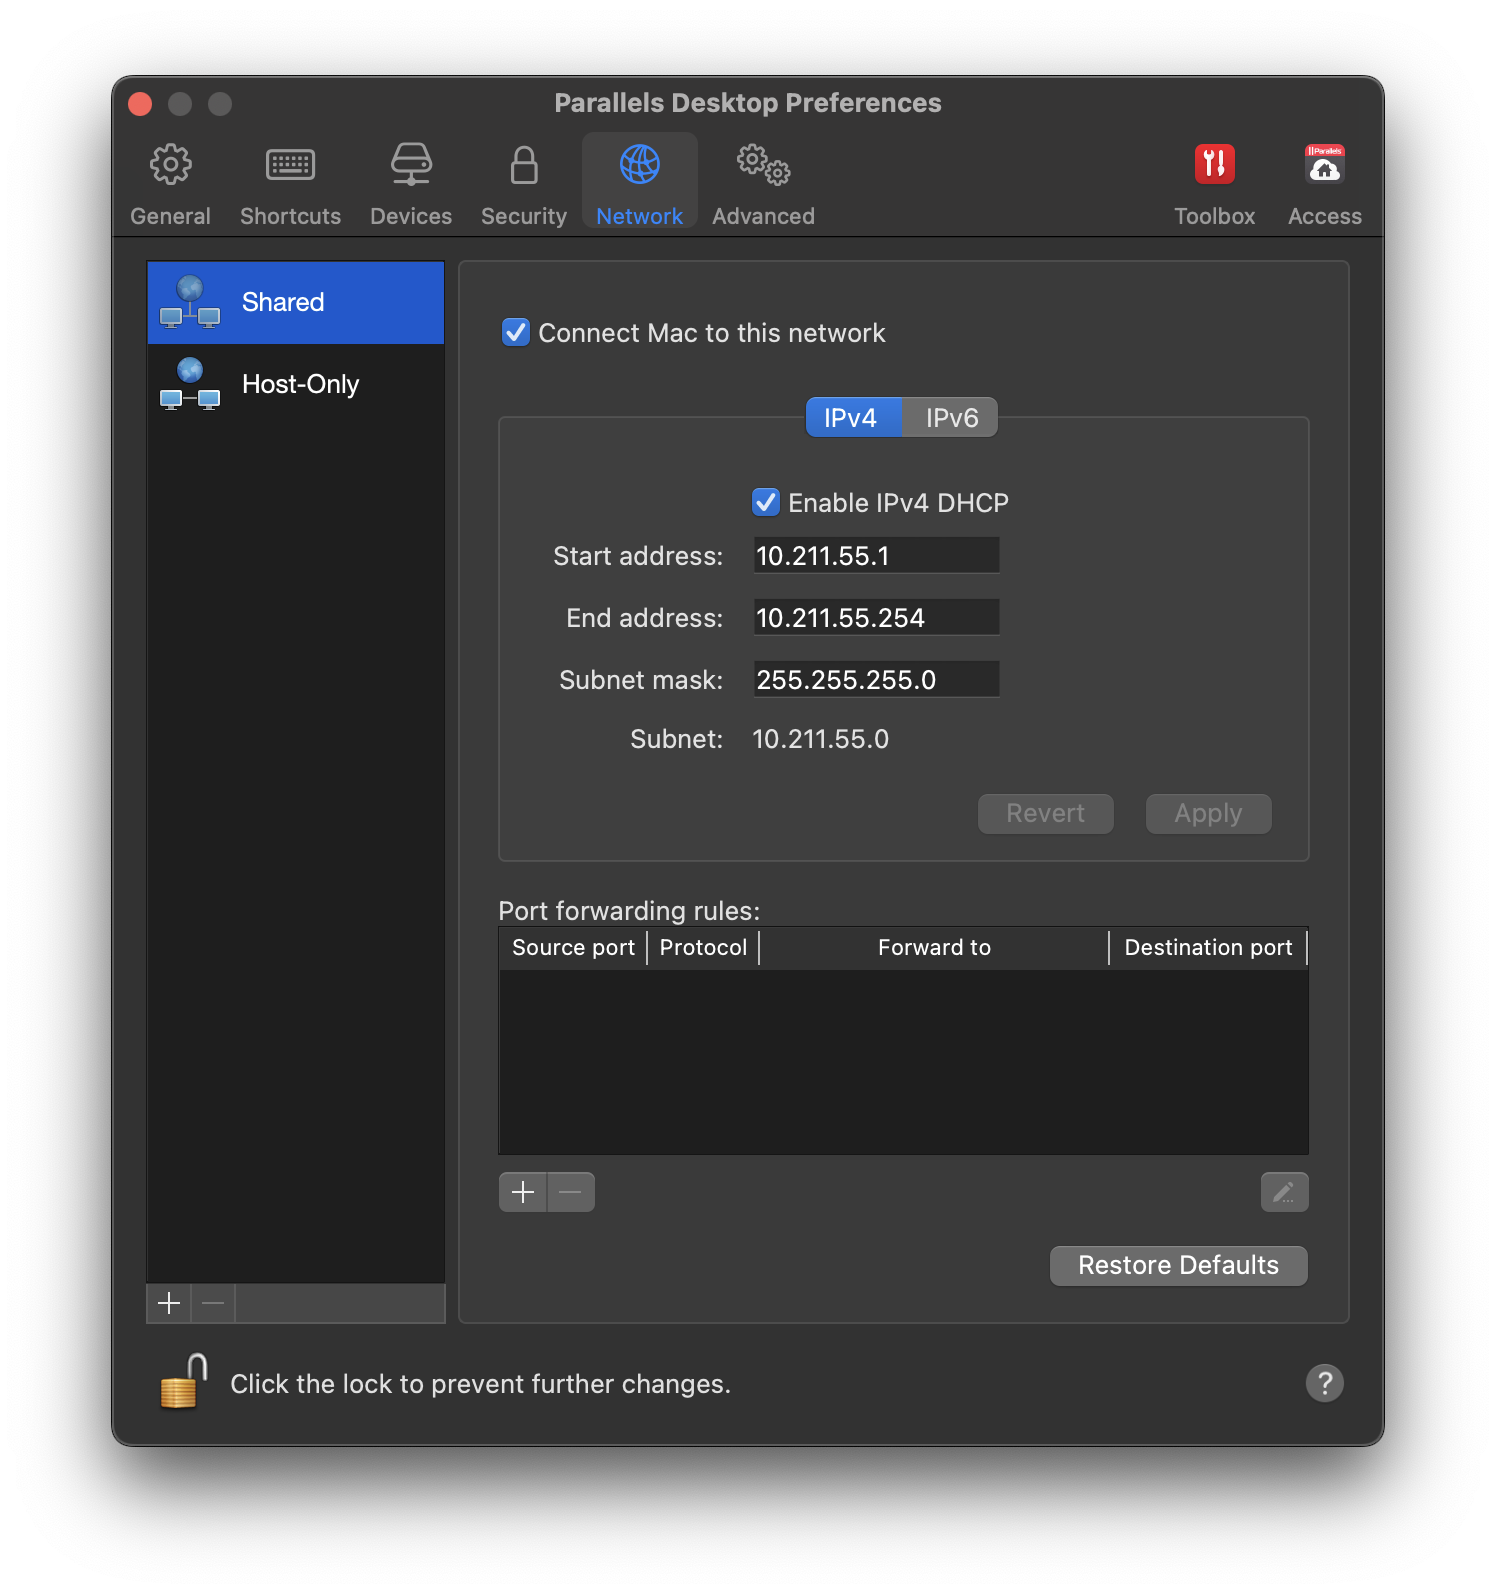 Parallels Desktop Preferences
General
Shortcuts
Devices
Security
Network
Advanced
Toolbox
Parallels
Access
Shared
Host-Only
Connect Mac to this network
IPv4 IPv6
Enable IPv4 DHCP
Start address: 10.211.55.1
End address: 10.211.55.254
Subnet mask: 255.255.255.0
Subnet: 10.211.55.0
Revert Apply
Port forwarding rules:
Source port Protocol Forward to Destination port
Restore Defaults
Click the lock to prevent further changes.
?